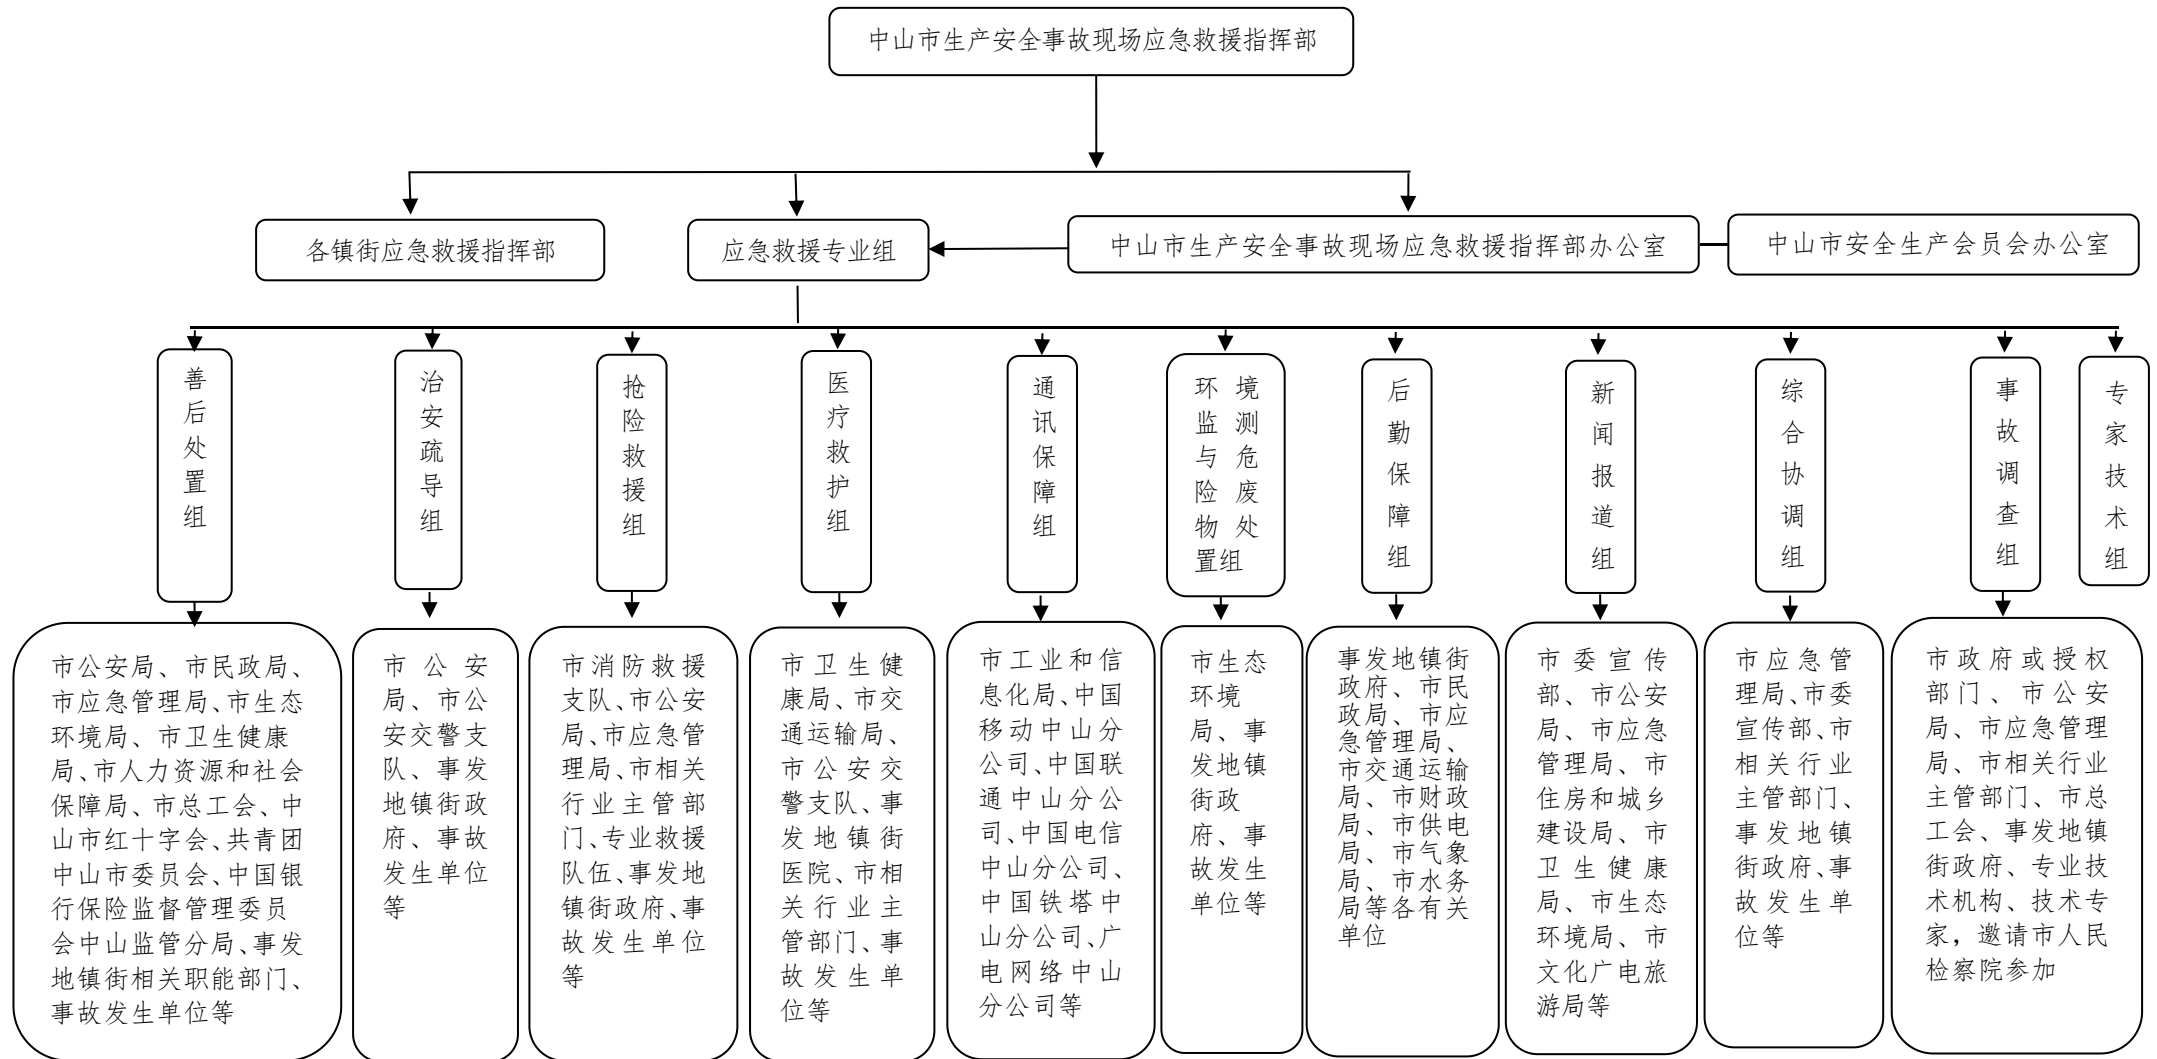 中山市生产安全事故现场应急救援指挥部
各镇街应急救援指挥部
应急救援专业组
中山市生产安全事故现场应急救援指挥部办公室
中山市安全生产会员会办公室
善
后
处
置
组
治
安
疏
导
组
抢
险
救
援
组
医
疗
救
护
组
通
讯
保
障
组
环 境
监 测
与 危
险 废
物 处
置组
后
勤
保
障
组
新
闻
报
道
组
综
合
协
调
组
事
故
调
查
组
专
家
技
术
组
市公安局、市民政局、
市应急管理局、市生态
环境局、市卫生健康
局、市人力资源和社会
保障局、市总工会、中
山市红十字会、共青团
中山市委员会、中国银
行保险监督管理委员
会中山监管分局、事发
地镇街相关职能部门、
事故发生单位等
市公安
局、市公
安交警支
队、事发
地镇街政
府、事故
发生单位
等
市消防救援
支队、市公安
局、市应急管
理局、市相关
行业主管部
门、专业救援
队伍、事发地
镇街政府、事
故发生单位
等
市卫生健
康局、市交
通运输局、
市公安交
警支队、事
发地镇街
医院、市相
关行业主
管部门、事
故发生单
位等
市工业和信
息化局、中国
移动中山分
公司、中国联
通中山分公
司、中国电信
中山分公司、
中国铁塔中
山分公司、广
电网络中山
分公司等
市生态
环境
局、事
发地镇
街政
府、事
故发生
单位等
事发地镇街
政府、市民
政局、市应
急管理局、
市交通运输
局、市财政
局、市供电
局、市气象
局、市水务
局等各有关
单位
市委宣传
部、市公安
局、市应急
管理局、市
住房和城乡
建设局、市
卫生健康
局、市生态
环境局、市
文化广电旅
游局等
市应急管
理局、市委
宣传部、市
相关行业
主管部门、
事发地镇
街政府、事
故发生单
位等
市政府或授权
部门、市公安
局、市应急管理
局、市相关行业
主管部门、市总
工会、事发地镇
街政府、专业技
术机构、技术专
家，邀请市人民
检察院参加